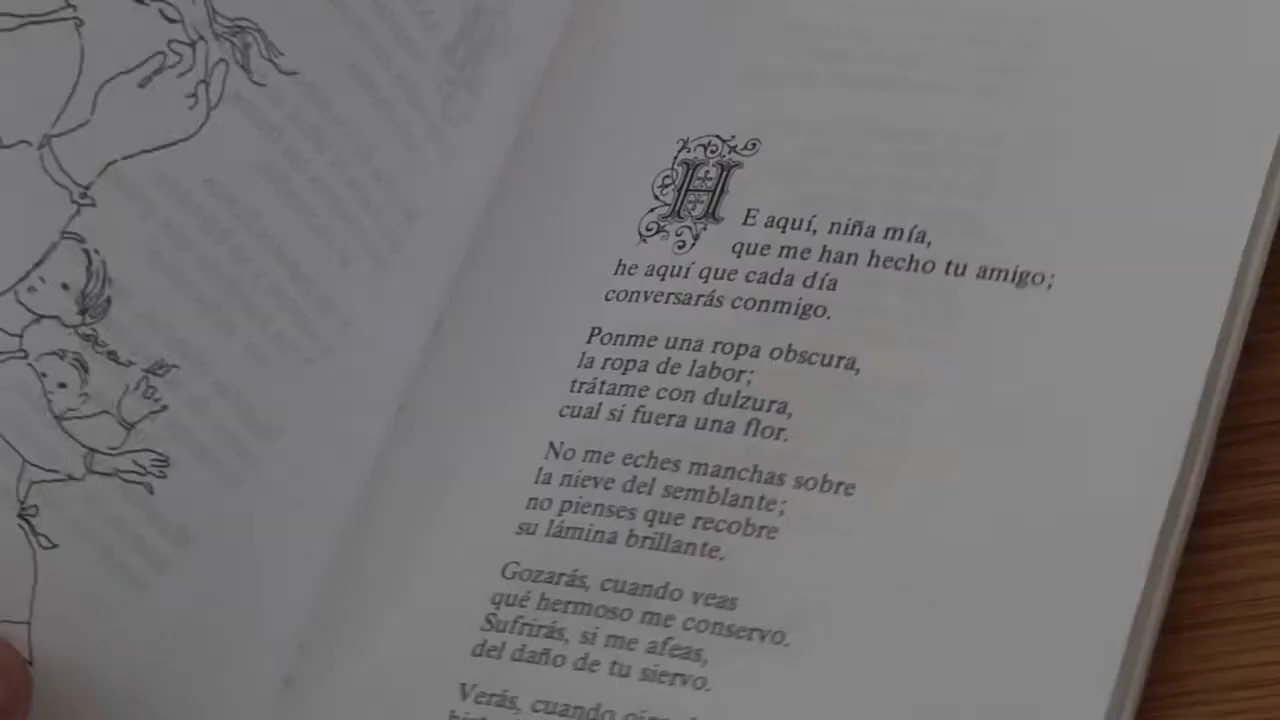 HE aquí, niña mía,
que me han hecho tu amigo;
he aquí que cada día
conversarás conmigo.
Ponme una ropa obscura,
la ropa de labor;
trátame con dulzura,
cual si fuera una flor.
No me eches manchas sobre
la nieve del semblante;
no pienses que recobre
su lámina brillante.
Gozarás, cuando veas
qué hermoso me conservo.
Sufrirás, si me afeas,
del daño de tu siervo.
Verás, cuando